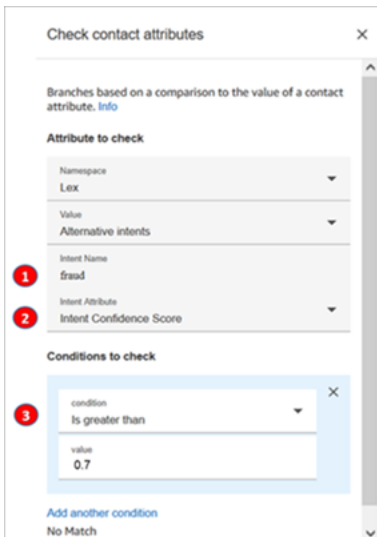 Check contact attributes
Branches based on a comparison to the value of a contact
attribute. Info
Attribute to check
Namespace
Lex
Value
Alternative intents
Intent Name
1
fraud
Intent Attribute
2
Intent Confidence Score
Conditions to check
condition
3
Is greater than
value
0.7
Add another condition
No Match